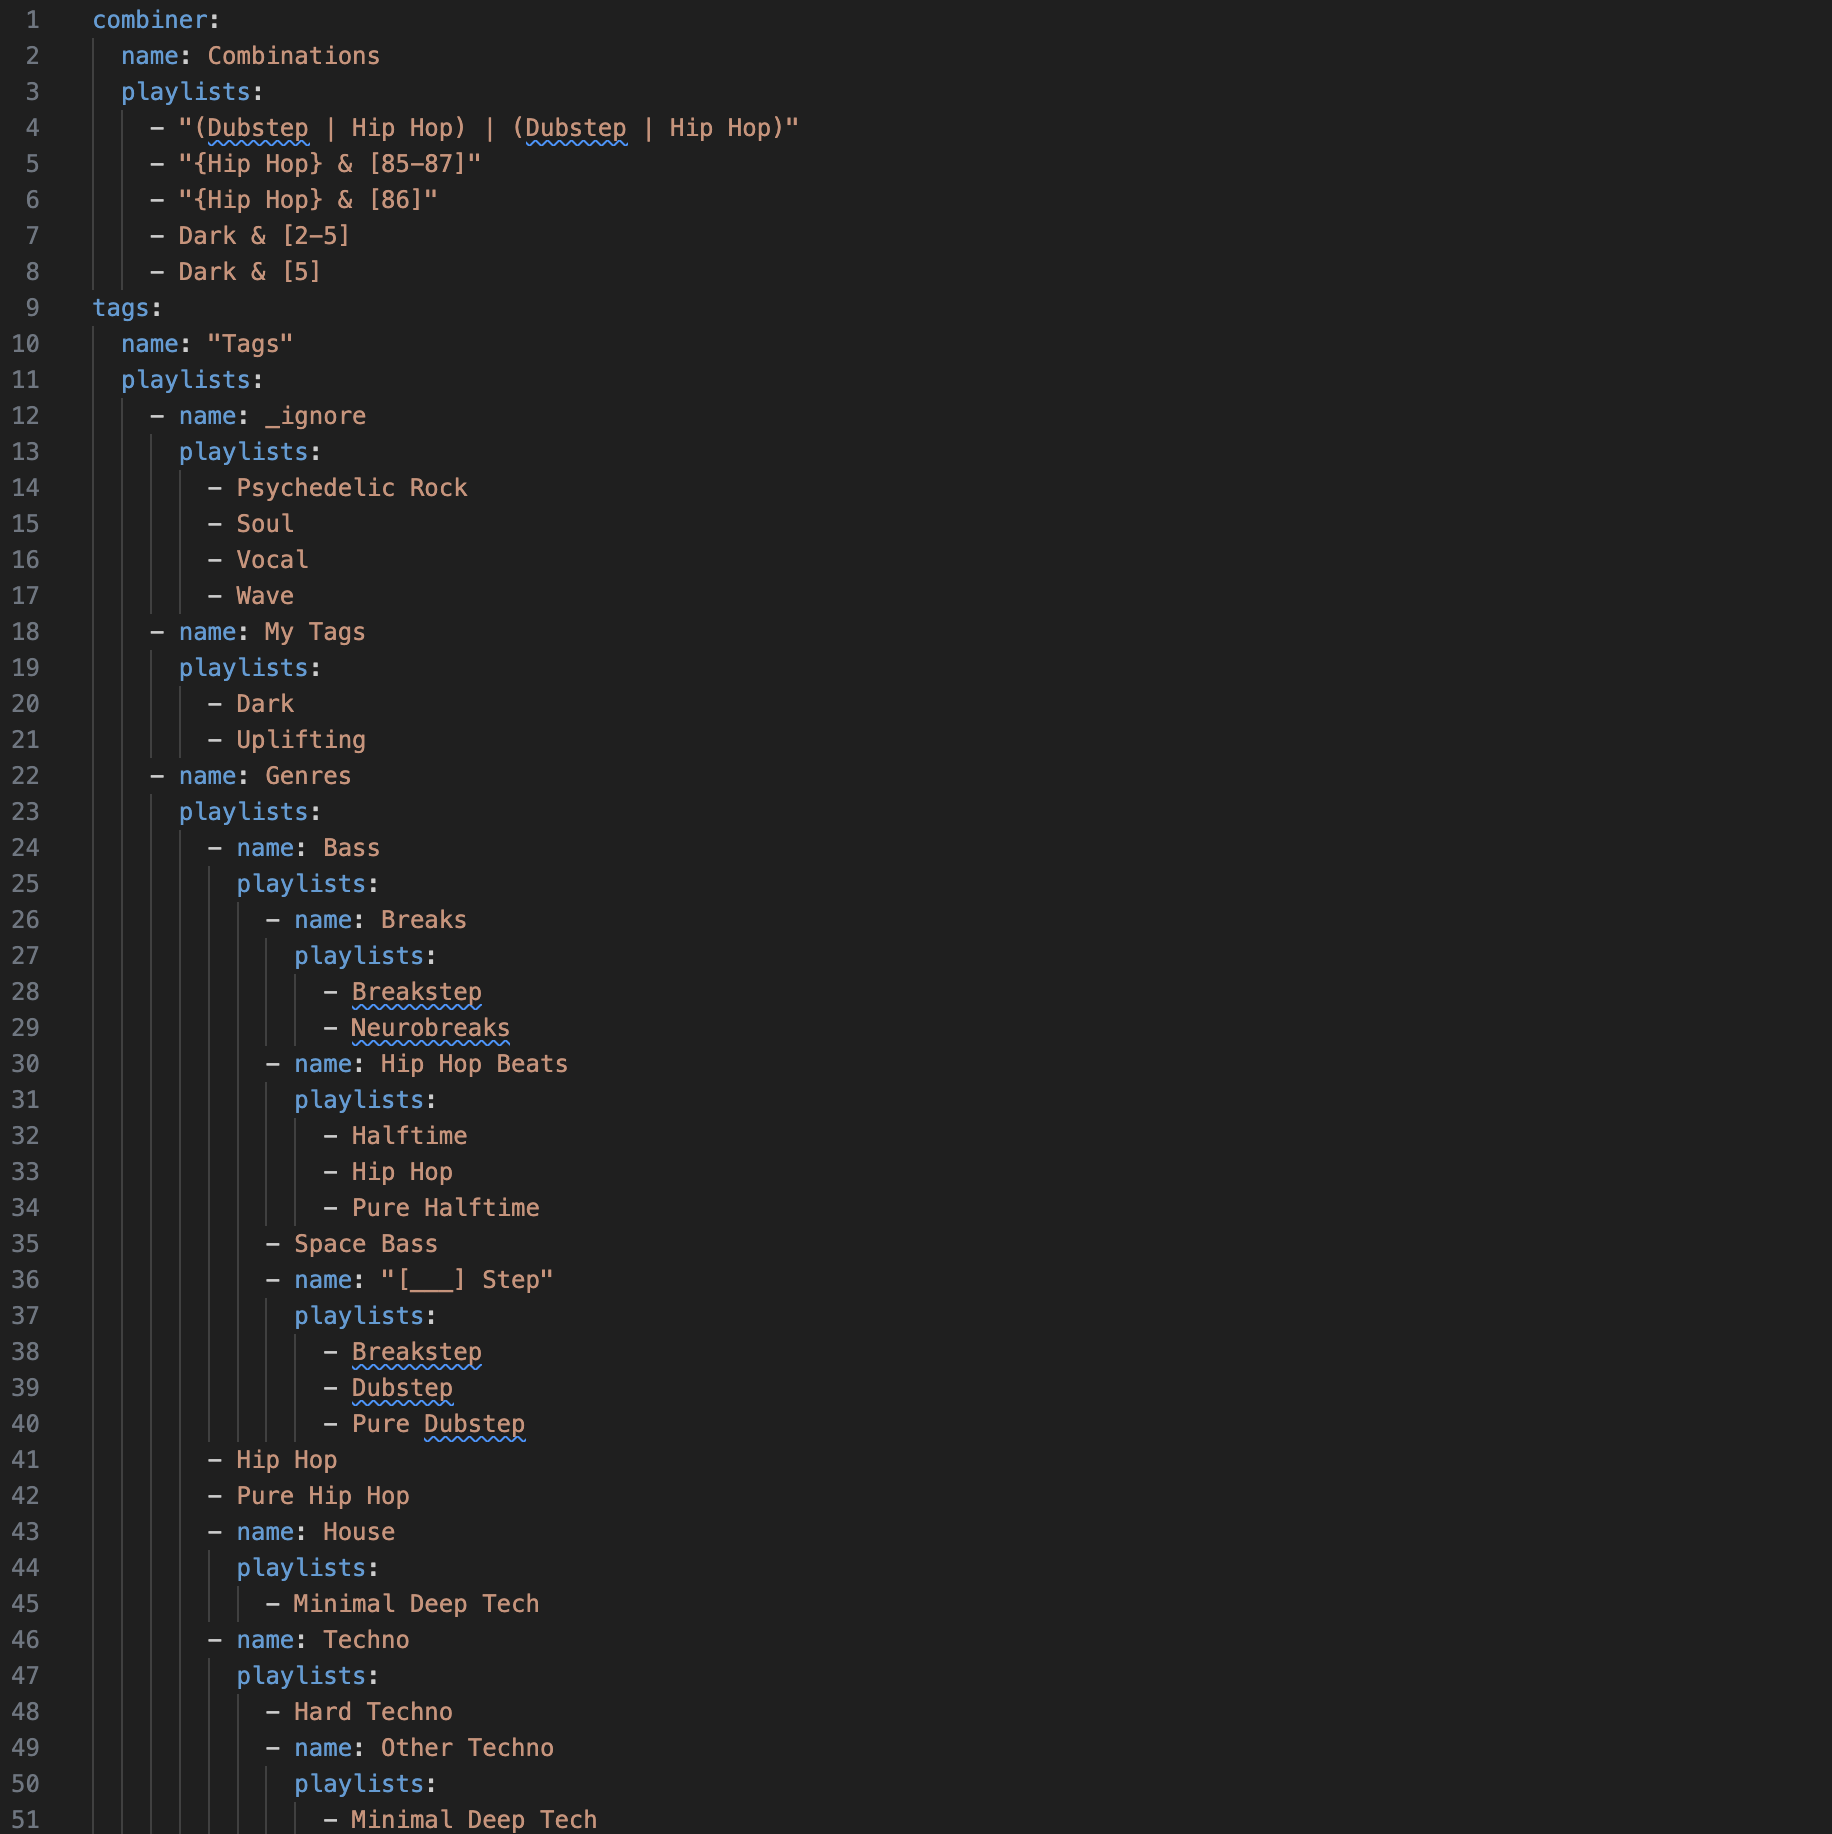 1 combiner:
2   name: Combinations
3   playlists:
4     - "(Dubstep | Hip Hop) | (Dubstep | Hip Hop)"
5     - "{Hip Hop} & [85-87]"
6     - "{Hip Hop} & [86]"
7     - Dark & [2-5]
8     - Dark & [5]
9 tags:
10   name: "Tags"
11   playlists:
12     - name: _ignore
13       playlists:
14         - Psychedelic Rock
15         - Soul
16         - Vocal
17         - Wave
18     - name: My Tags
19       playlists:
20         - Dark
21         - Uplifting
22     - name: Genres
23       playlists:
24         - name: Bass
25           playlists:
26             - name: Breaks
27               playlists:
28                 - Breakstep
29                 - Neurobreaks
30             - name: Hip Hop Beats
31               playlists:
32                 - Halftime
33                 - Hip Hop
34                 - Pure Halftime
35             - Space Bass
36             - name: "[___] Step"
37               playlists:
38                 - Breakstep
39                 - Dubstep
40                 - Pure Dubstep
41         - Hip Hop
42         - Pure Hip Hop
43         - name: House
44           playlists:
45             - Minimal Deep Tech
46         - name: Techno
47           playlists:
48             - Hard Techno
49             - name: Other Techno
50               playlists:
51                 - Minimal Deep Tech